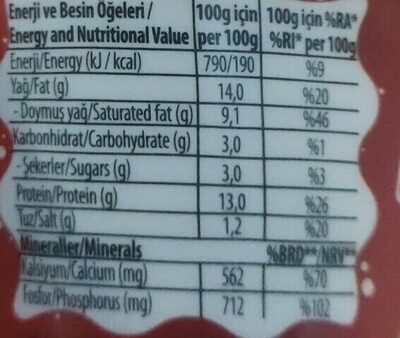 Enerji ve Besin Öğeleri / 100g için 100g için %RA*
Energy and Nutritional Value per 100g %RI* per 100g
Enerji/Energy (kJ / kcal) 790/190 %9
Yağ/Fat (g) 14,0 %20
- Doymuş yağ/Saturated fat (g) 9,1 %46
Karbonhidrat/Carbohydrate (g) 3,0 %1
- Şekerler/Sugars (g) 3,0 %3
Protein/Protein (g) 13,0 %26
Tuz/Salt (g) 1,2 %20
Mineraller/Minerals %BRD**/NRV**
Kalsiyum/Calcium (mg) 562 %70
Fosfor/Phosphorus (mg) 712 %102